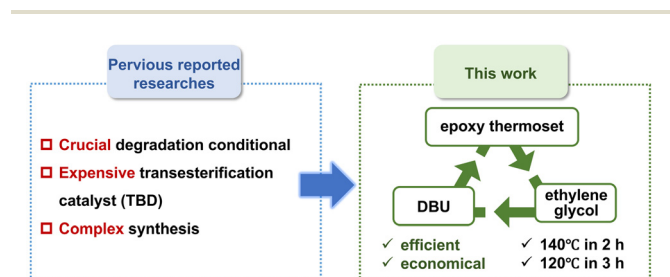 Pervious reported
researches
Crucial degradation conditional
Expensive transesterification
catalyst (TBD)
Complex synthesis
This work
epoxy thermoset
DBU
ethylene
glycol
✓ efficient
✓ economical
✓ 140℃ in 2 h
✓ 120℃ in 3 h